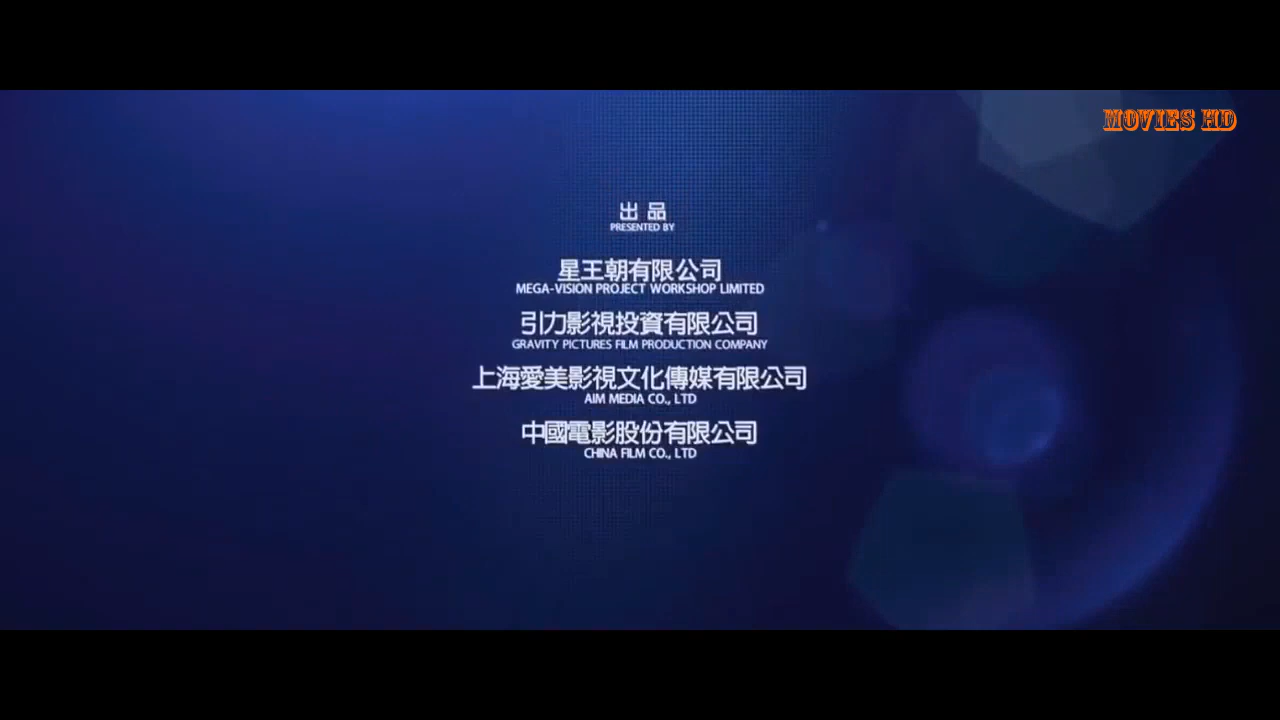 MOVIES HD
出品
PRESENTED BY
星王朝有限公司
MEGA-VISION PROJECT WORKSHOP LIMITED
引力影視投資有限公司
GRAVITY PICTURES FILM PRODUCTION COMPANY
上海愛美影視文化傳媒有限公司
AIM MEDIA CO., LTD
中國電影股份有限公司
CHINA FILM CO., LTD